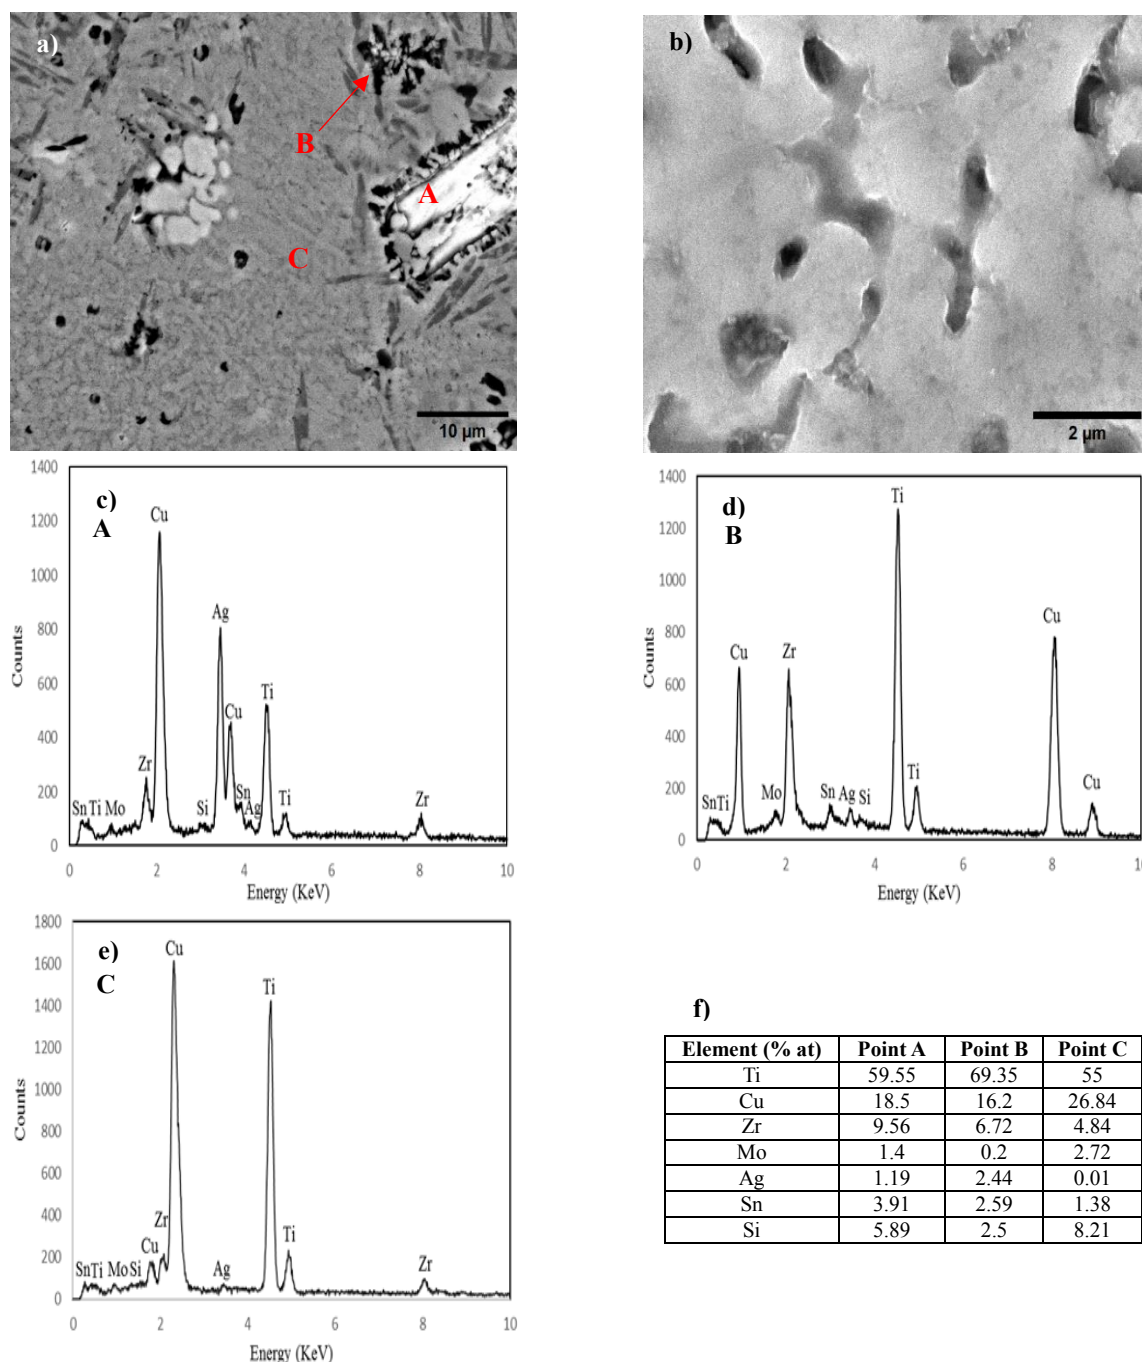 a)
B
A
C
10 µm
b)
2 µm
c)
A
Counts
1400
1200
1000
800
600
400
200
0
Sn Ti Mo Zr Cu Si Ag Cu Sn Ag Ti Ti Zr
0 2 4 6 8 10
Energy (KeV)
d)
B
Counts
1400
1200
1000
800
600
400
200
0
Sn Ti Cu Mo Zr Sn Ag Si Ti Ti Cu Cu
0 2 4 6 8 10
Energy (KeV)
e)
C
Counts
1800
1600
1400
1200
1000
800
600
400
200
0
Sn Ti Mo Si Cu Zr Cu Ag Ti Ti Zr
0 2 4 6 8 10
Energy (KeV)
f)
Element (% at) Point A Point B Point C
Ti 59.55 69.35 55
Cu 18.5 16.2 26.84
Zr 9.56 6.72 4.84
Mo 1.4 0.2 2.72
Ag 1.19 2.44 0.01
Sn 3.91 2.59 1.38
Si 5.89 2.5 8.21